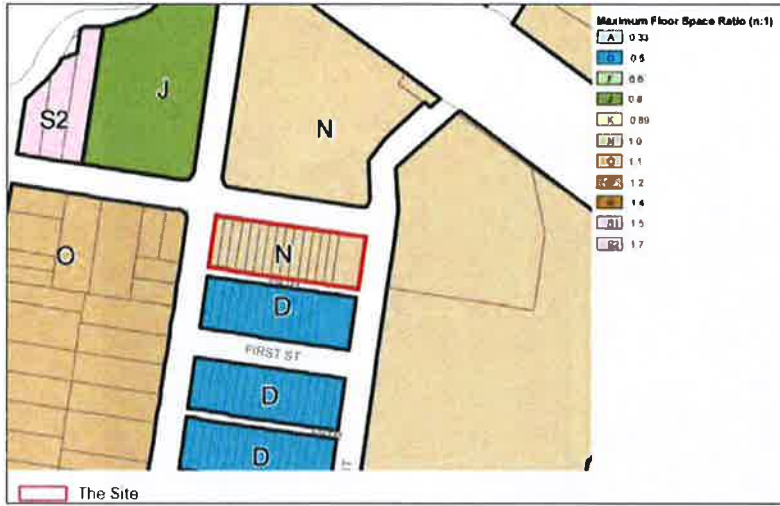 Maximum Floor Space Ratio (n:1)
A 0.33
D 0.5
F 0.6
J 0.8
K 0.89
N 1.0
O 1.1
1.2
1.4
S1 1.5
S2 1.7
J
S2
N
O
N
D
FIRST ST
D
D
The Site